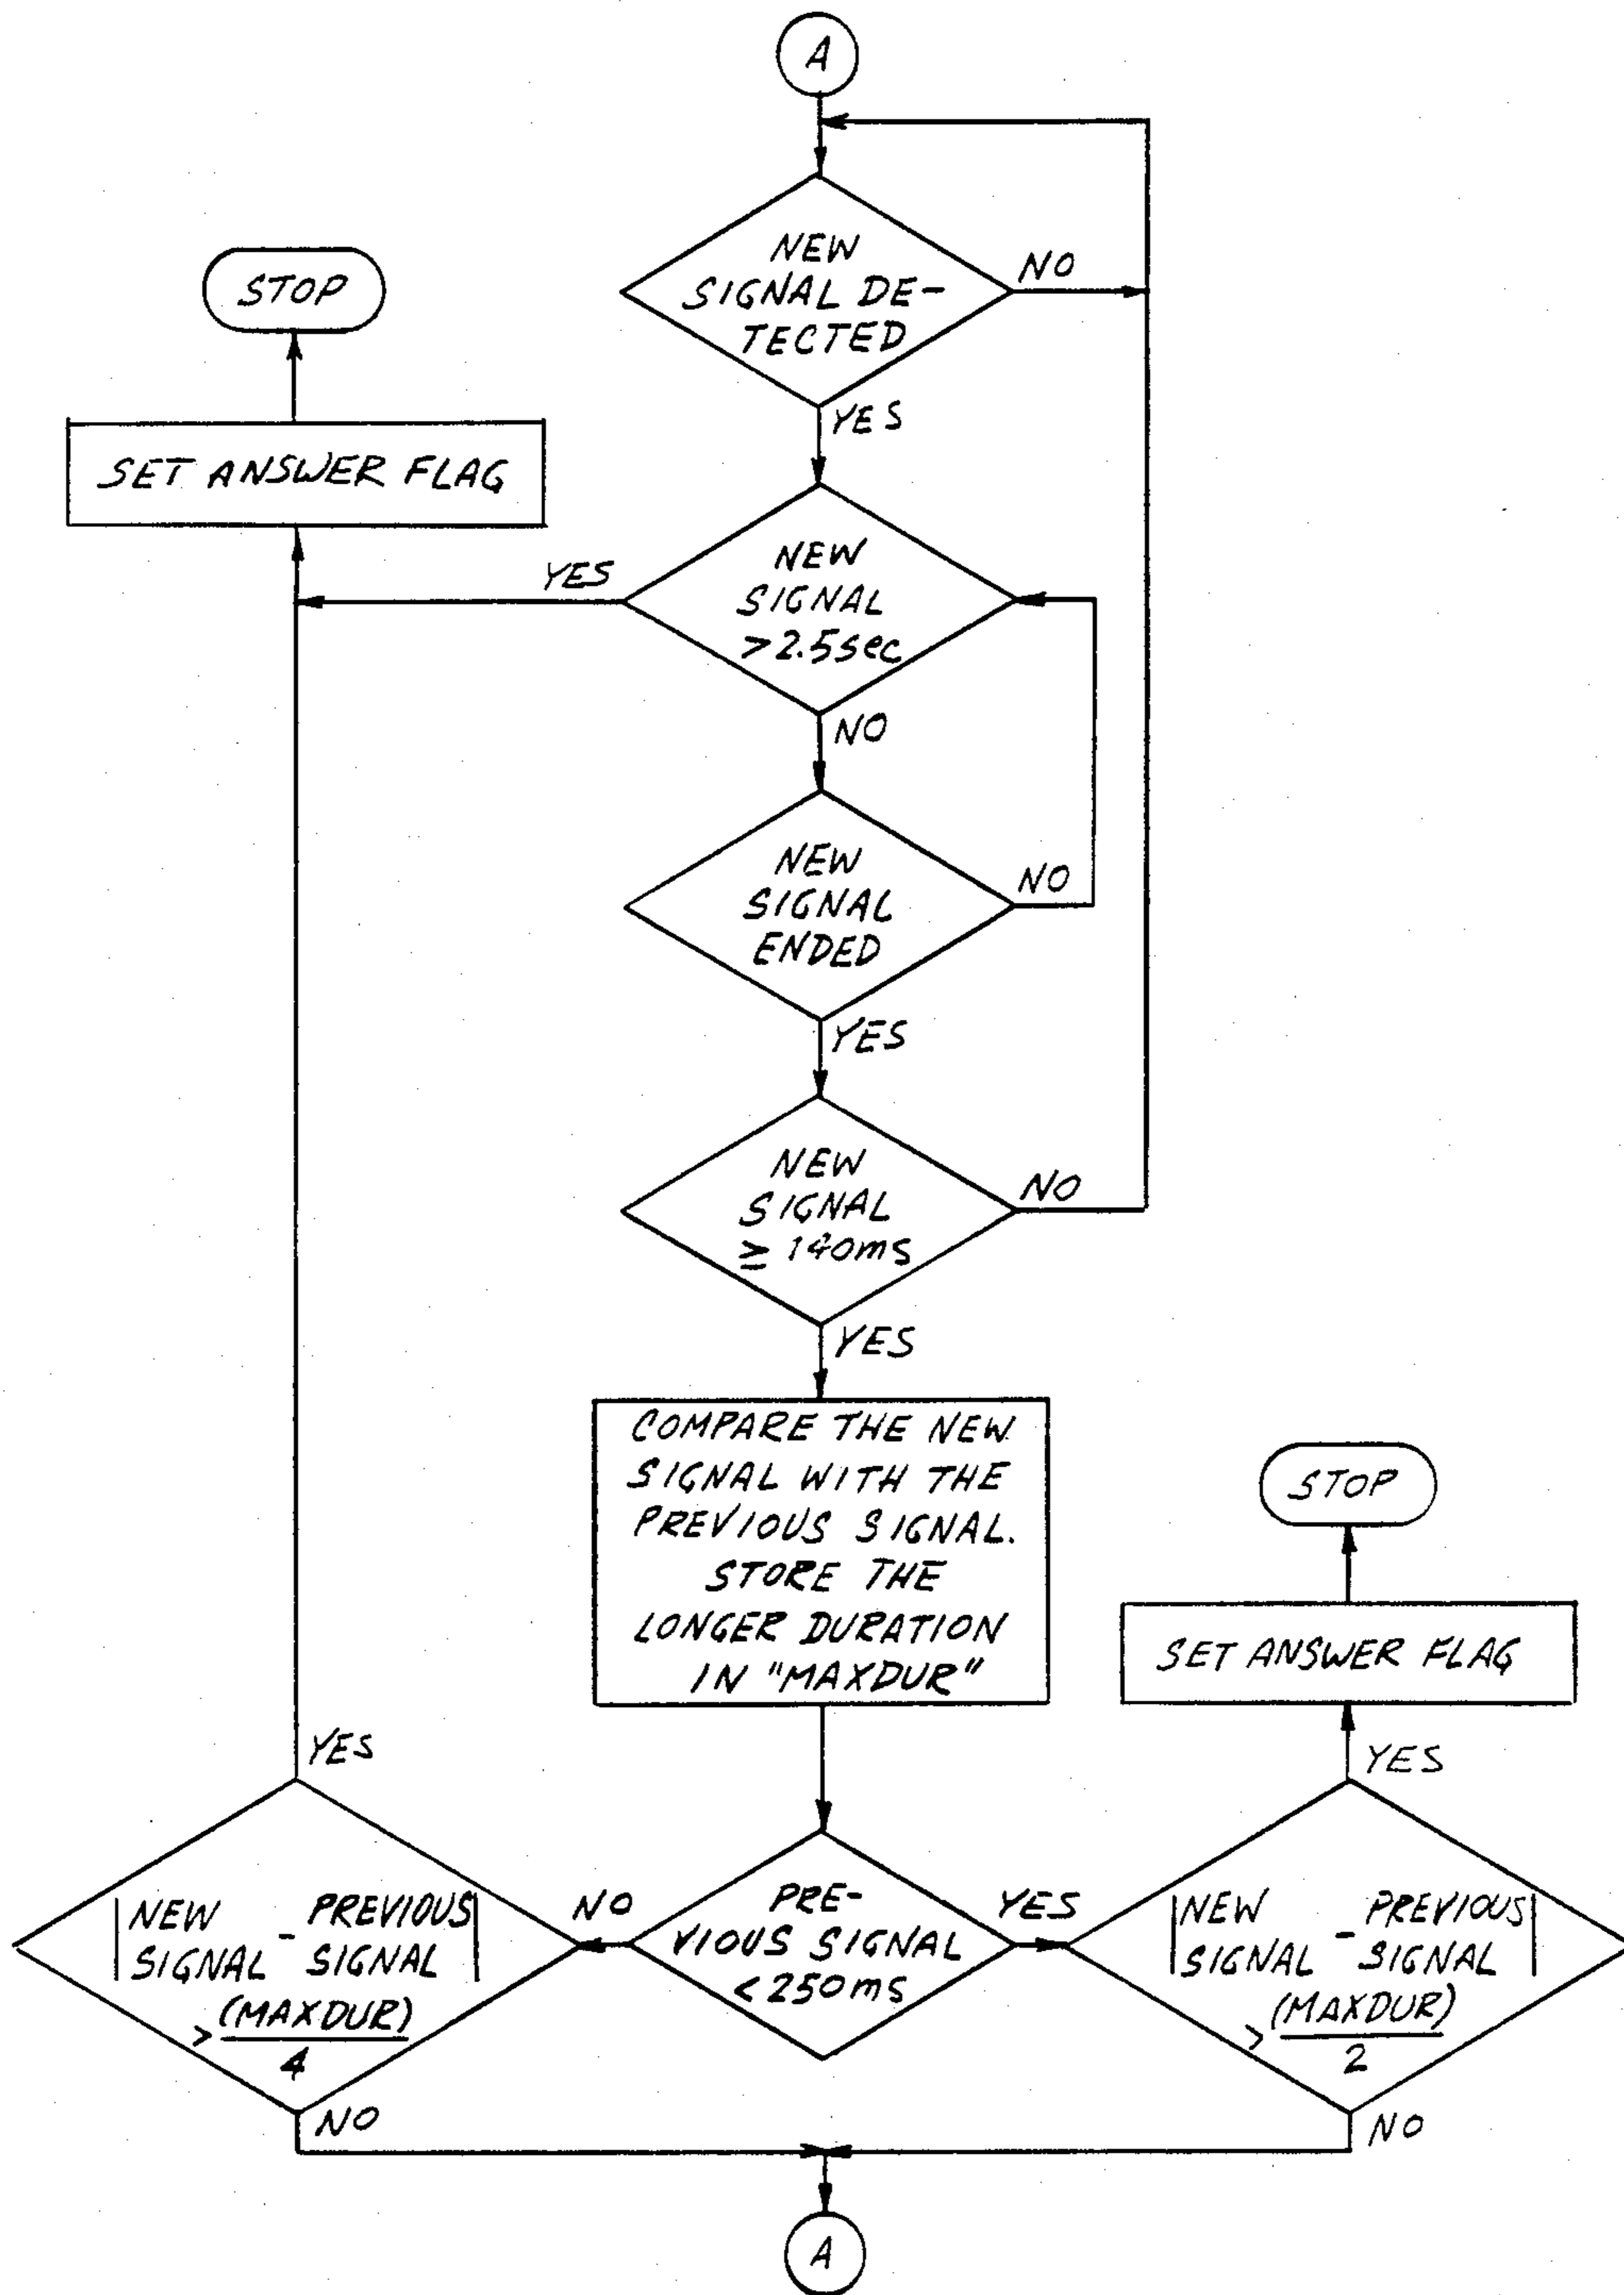 A
NEW
SIGNAL DE-
TECTED
NO
YES
STOP
SET ANSWER FLAG
NEW
SIGNAL
>2.5sec
YES
NO
NEW
SIGNAL
ENDED
NO
YES
NEW
SIGNAL
≥ 140ms
NO
YES
COMPARE THE NEW
SIGNAL WITH THE
PREVIOUS SIGNAL.
STORE THE
LONGER DURATION
IN "MAXDUR"
STOP
SET ANSWER FLAG
YES
YES
PRE-
VIOUS SIGNAL
<250ms
NO
YES
|NEW - PREVIOUS|
|SIGNAL SIGNAL|
> (MAXDUR)
4
NO
|NEW - PREVIOUS|
|SIGNAL SIGNAL|
> (MAXDUR)
2
NO
A